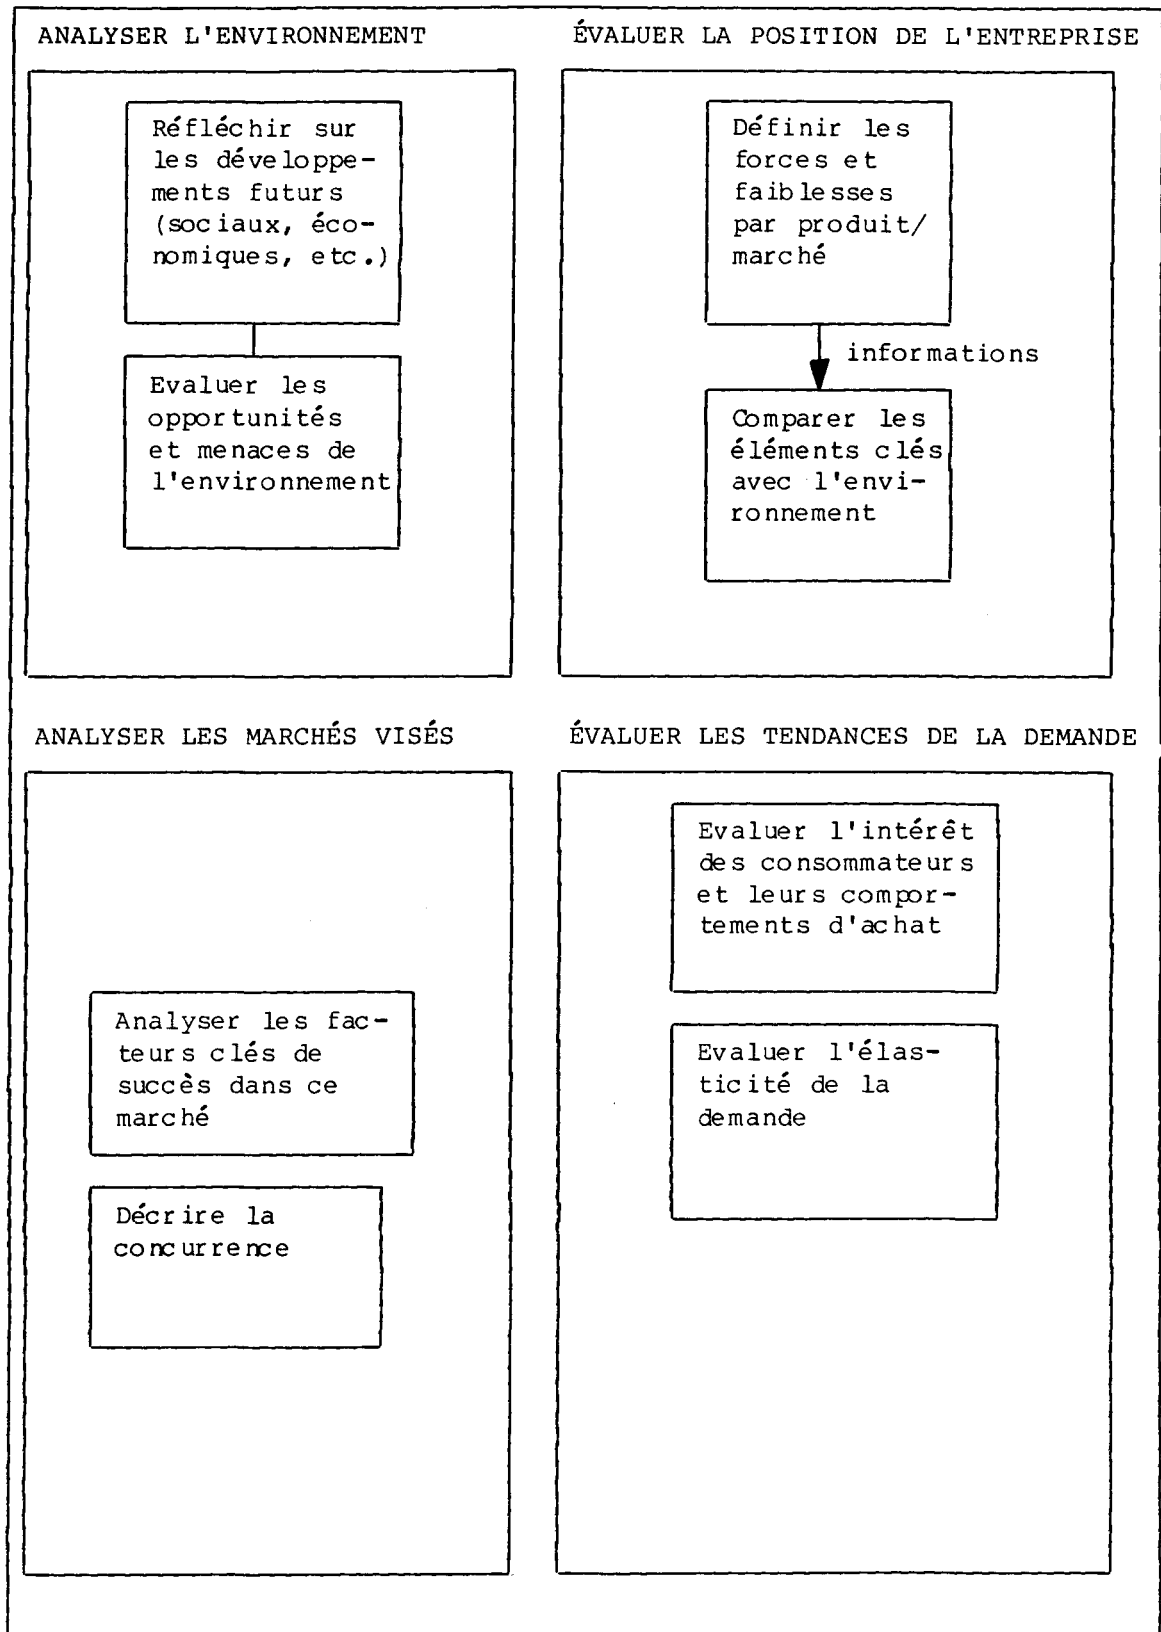 ANALYSER L'ENVIRONNEMENT
Réfléchir sur
les développe-
ments futurs
(sociaux, éco-
nomiques, etc.)
Evaluer les
opportunités
et menaces de
l'environnement
ÉVALUER LA POSITION DE L'ENTREPRISE
Définir les
forces et
faiblesses
par produit/
marché
informations
Comparer les
éléments clés
avec l'envi-
ronnement
ANALYSER LES MARCHÉS VISÉS
Analyser les fac-
teurs clés de
succès dans ce
marché
Décrire la
concurrence
ÉVALUER LES TENDANCES DE LA DEMANDE
Evaluer l'intérêt
des consommateurs
et leurs compor-
tements d'achat
Evaluer l'élas-
ticité de la
demande